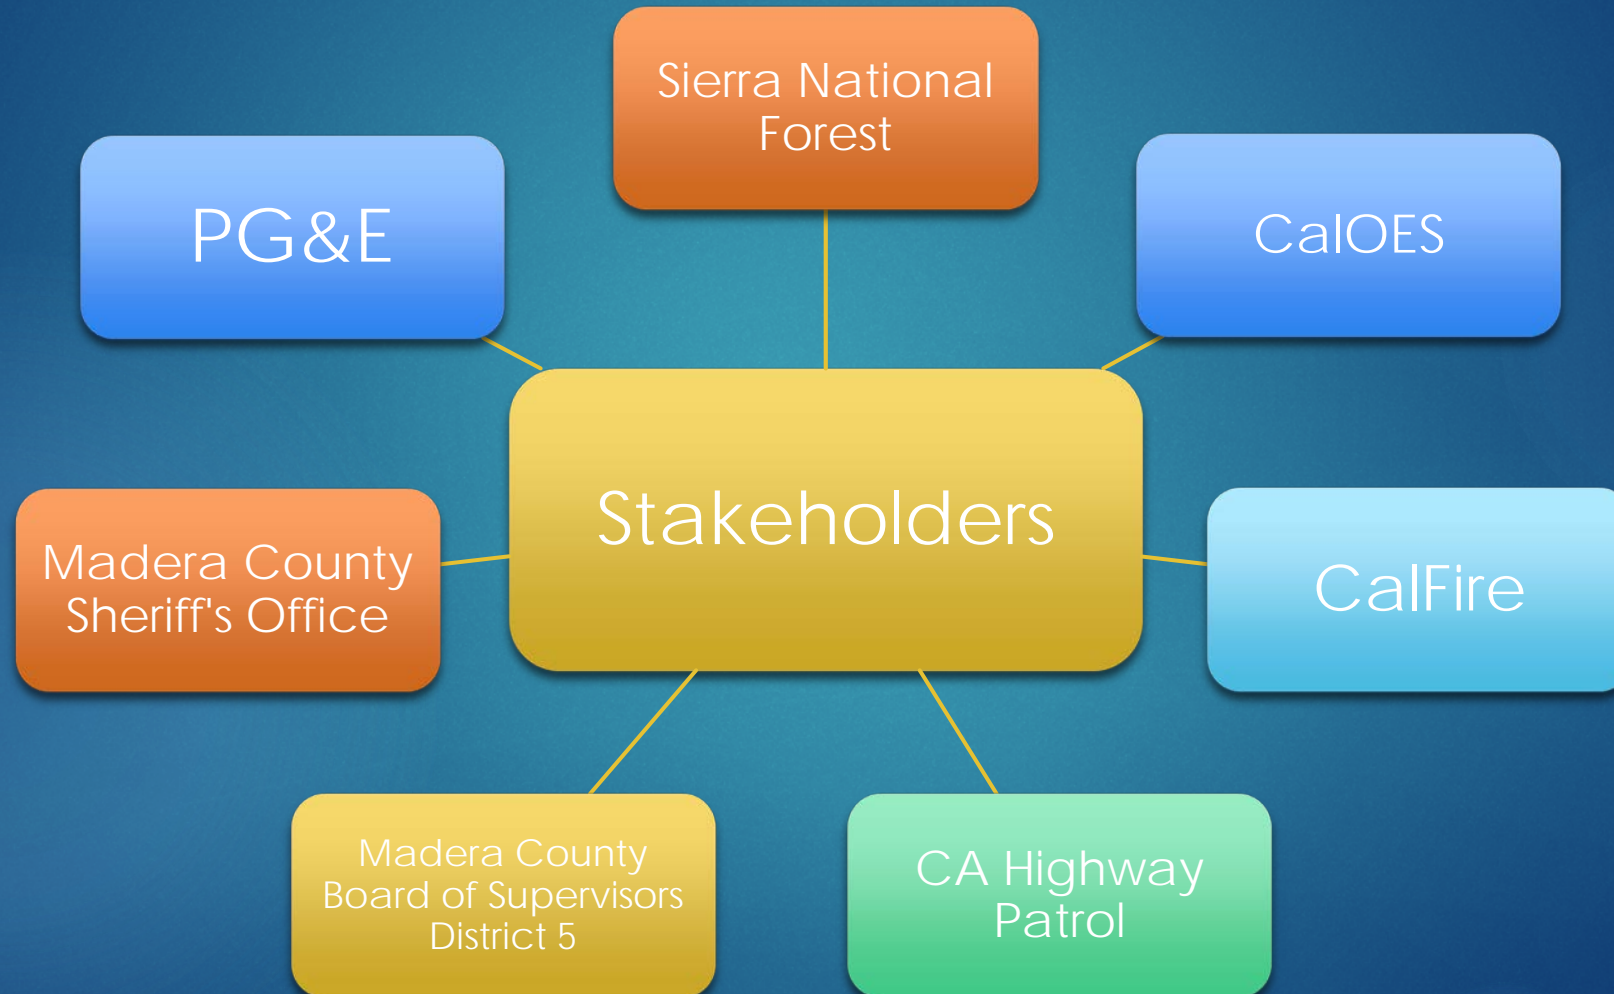 Sierra National
Forest
PG&E
CalOES
Stakeholders
Madera County
Sheriff's Office
CalFire
Madera County
Board of Supervisors
District 5
CA Highway
Patrol